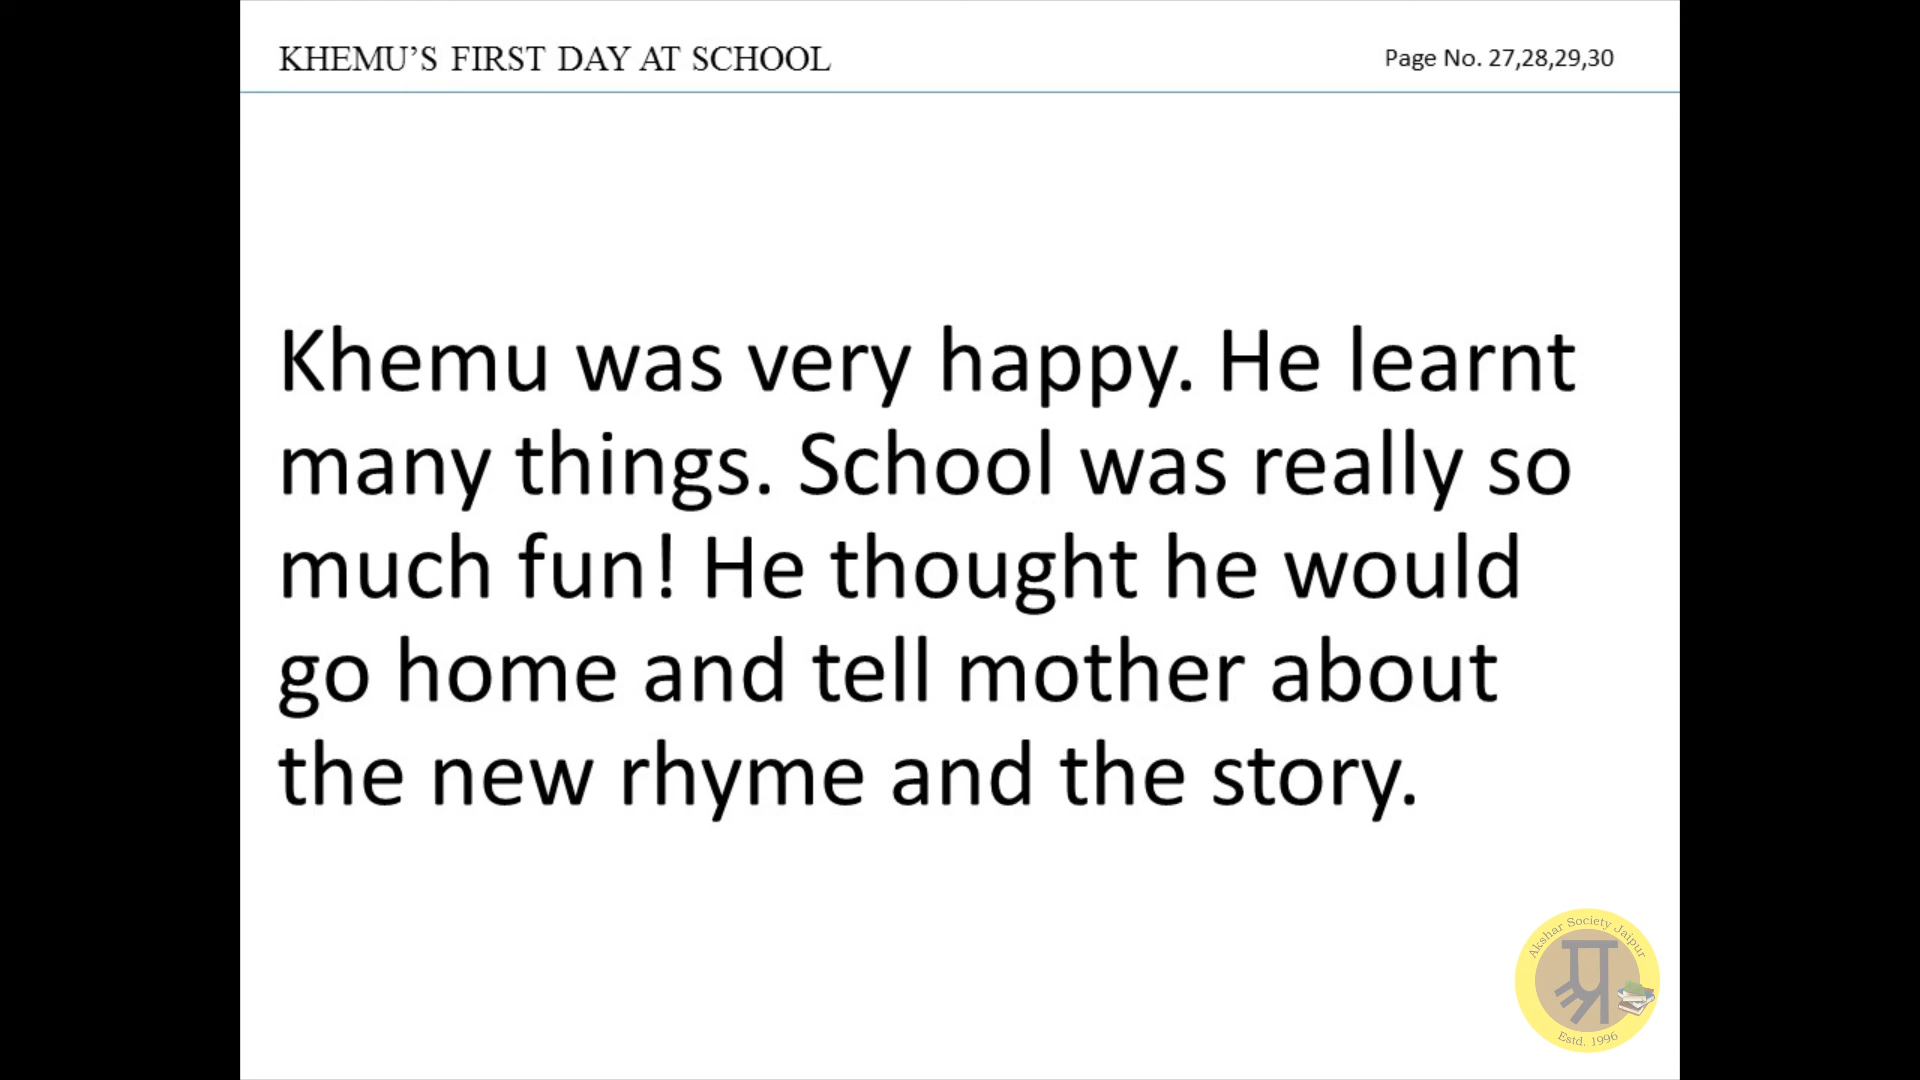 KHEMU’S FIRST DAY AT SCHOOL
Page No. 27,28,29,30
Khemu was very happy. He learnt
many things. School was really so
much fun! He thought he would
go home and tell mother about
the new rhyme and the story.
Akshar Society Jaipur
प्र
Estd. 1996